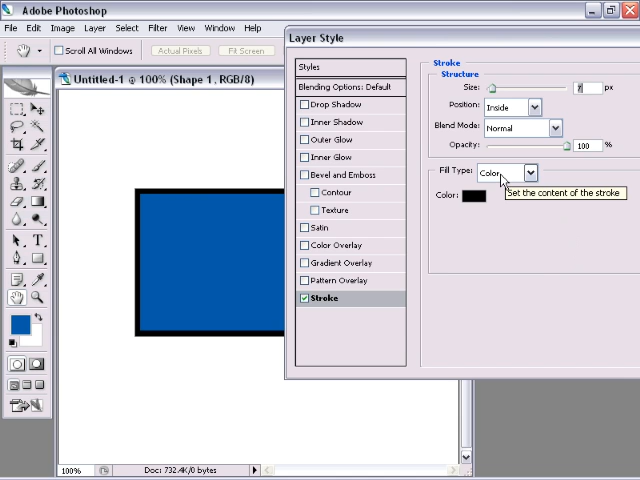 Adobe Photoshop
File Edit Image Layer Select Filter View Window Help
Scroll All Windows Actual Pixels Fit Screen
Untitled-1 @ 100% (Shape 1, RGB/8)
Layer Style
Styles
Blending Options: Default
Drop Shadow
Inner Shadow
Outer Glow
Inner Glow
Bevel and Emboss
Contour
Texture
Satin
Color Overlay
Gradient Overlay
Pattern Overlay
Stroke
Stroke
Structure
Size: 7 px
Position: Inside
Blend Mode: Normal
Opacity: 100 %
Fill Type: Color
Set the content of the stroke
Color:
T
100% Doc: 732.4K/0 bytes